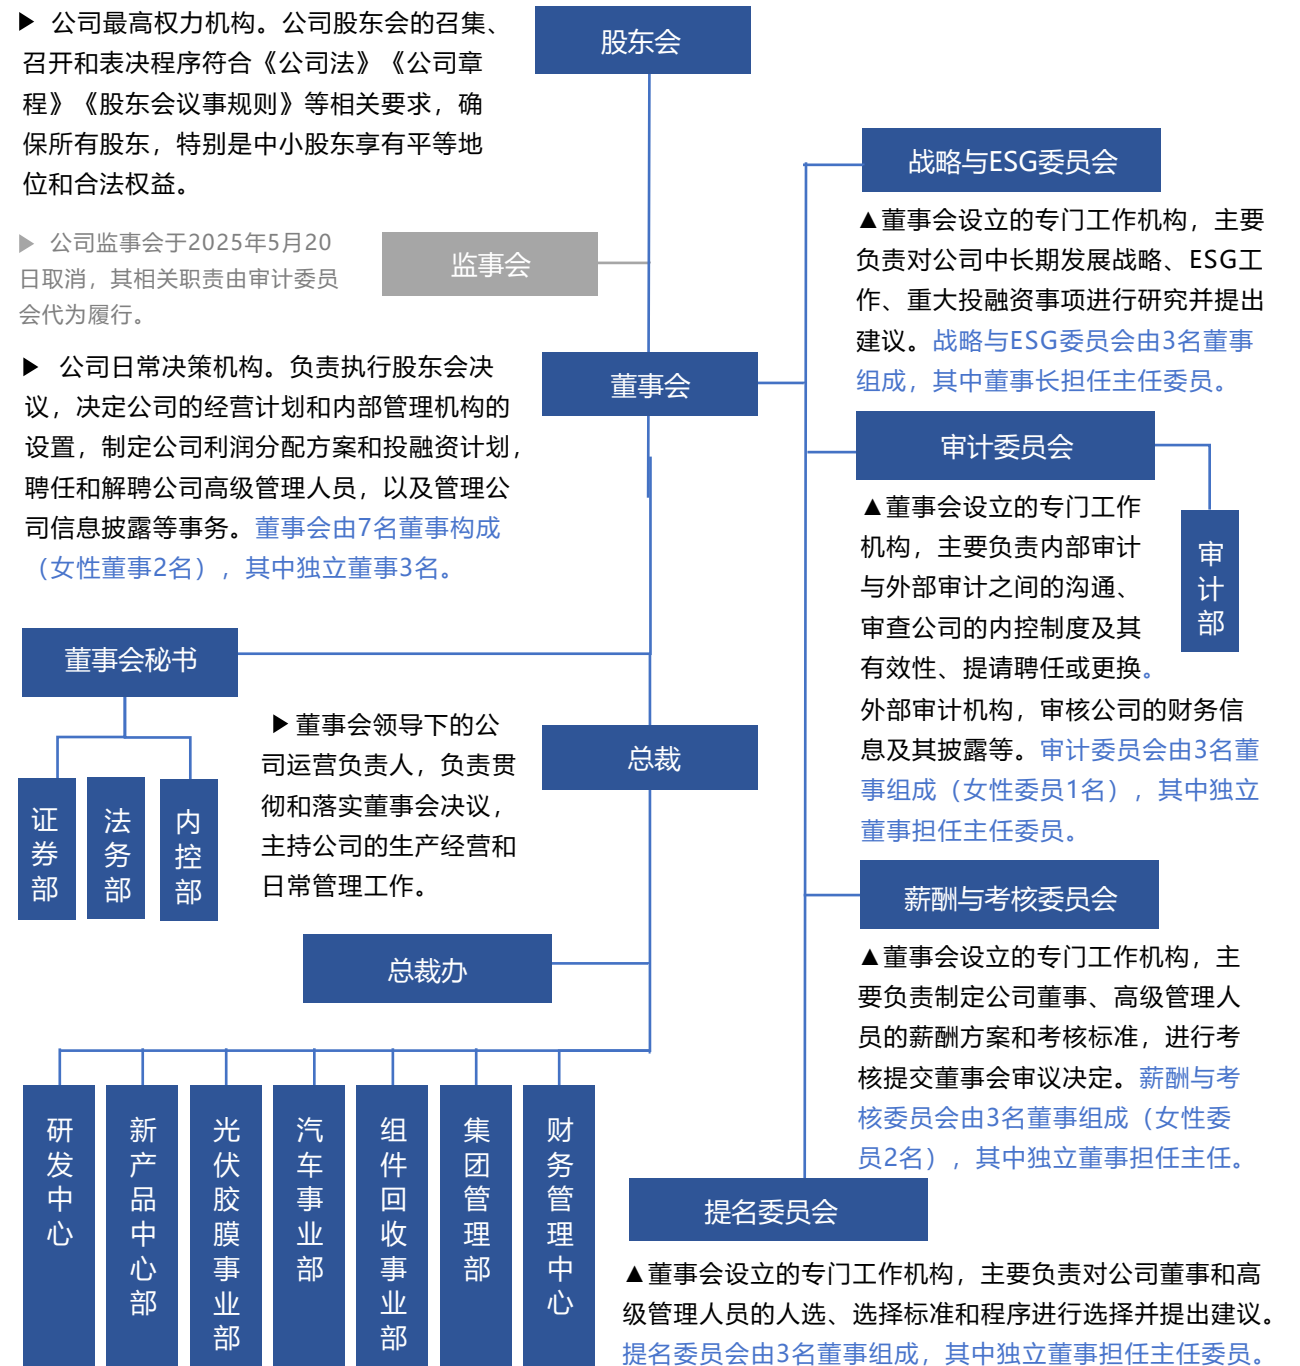 ▶ 公司最高权力机构。公司股东会的召集、
召开和表决程序符合《公司法》《公司章
程》《股东会议事规则》等相关要求，确
保所有股东，特别是中小股东享有平等地
位和合法权益。
股东会
▶ 公司监事会于2025年5月20
日取消，其相关职责由审计委员
会代为履行。
监事会
▶ 公司日常决策机构。负责执行股东会决
议，决定公司的经营计划和内部管理机构的
设置，制定公司利润分配方案和投融资计划，
聘任和解聘公司高级管理人员，以及管理公
司信息披露等事务。董事会由7名董事构成
（女性董事2名），其中独立董事3名。
董事会
战略与ESG委员会
▲董事会设立的专门工作机构，主要
负责对公司中长期发展战略、ESG工
作、重大投融资事项进行研究并提出
建议。战略与ESG委员会由3名董事
组成，其中董事长担任主任委员。
审计委员会
▲董事会设立的专门工作
机构，主要负责内部审计
与外部审计之间的沟通、
审查公司的内控制度及其
有效性、提请聘任或更换。
外部审计机构，审核公司的财务信
息及其披露等。审计委员会由3名董
事组成（女性委员1名），其中独立
董事担任主任委员。
审计部
董事会秘书
证券部
法务部
内控部
▶董事会领导下的公
司运营负责人，负责贯
彻和落实董事会决议，
主持公司的生产经营和
日常管理工作。
总裁
总裁办
薪酬与考核委员会
▲董事会设立的专门工作机构，主
要负责制定公司董事、高级管理人
员的薪酬方案和考核标准，进行考
核提交董事会审议决定。薪酬与考
核委员会由3名董事组成（女性委
员2名），其中独立董事担任主任。
研发中心
新产品中心部
光伏胶膜事业部
汽车事业部
组件回收事业部
集团管理部
财务管理中心
提名委员会
▲董事会设立的专门工作机构，主要负责对公司董事和高
级管理人员的人选、选择标准和程序进行选择并提出建议。
提名委员会由3名董事组成，其中独立董事担任主任委员。